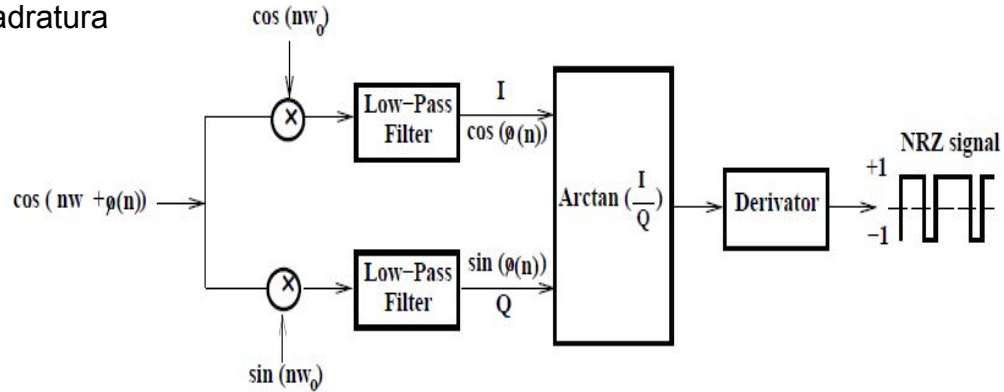 adratura
cos (nw₀)
×
Low-Pass
Filter
I
cos (ø(n))
NRZ signal
+1
-1
cos ( nw +ø(n))
Arctan (I/Q)
Derivator
×
Low-Pass
Filter
sin (ø(n))
Q
sin (nw₀)